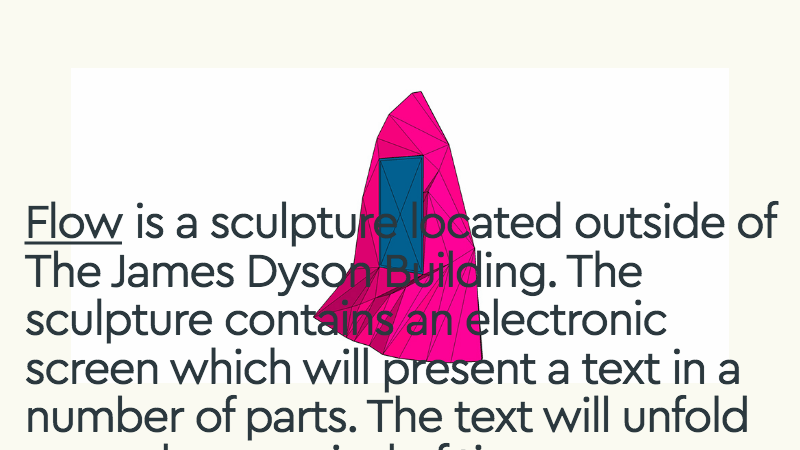 Flow is a sculpture located outside of
The James Dyson Building. The
sculpture contains an electronic
screen which will present a text in a
number of parts. The text will unfold